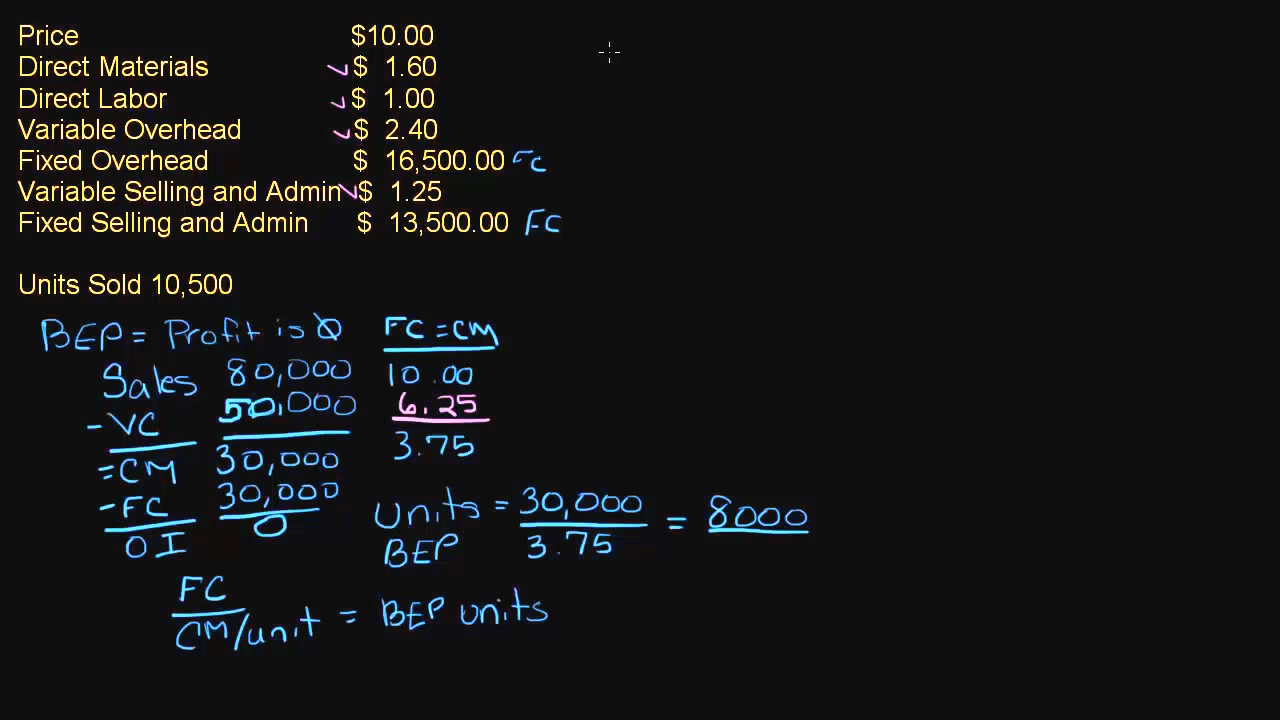 Price $10.00
Direct Materials $ 1.60
Direct Labor $ 1.00
Variable Overhead $ 2.40
Fixed Overhead $ 16,500.00 FC
Variable Selling and Admin $ 1.25
Fixed Selling and Admin $ 13,500.00 FC
Units Sold 10,500
BEP = Profit is 0 FC = CM
Sales 80,000 10.00
- VC 50,000 6.25
= CM 30,000 3.75
- FC 30,000
OI 0
Units BEP = 30,000 / 3.75 = 8000
FC / CM/unit = BEP units